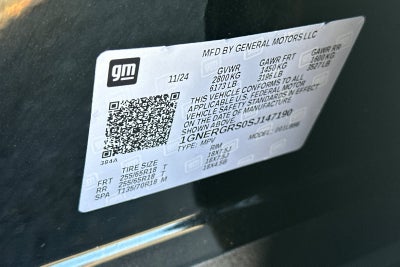 gm
MFD BY GENERAL MOTORS LLC
11/24
GVWR
2800 KG
6173 LB
GAWR FRT
1450 KG
3196 LB
GAWR RR
1600 KG
3527 LB
THIS VEHICLE CONFORMS TO ALL
APPLICABLE U.S. FEDERAL MOTOR
VEHICLE SAFETY STANDARDS IN EFFECT
ON THE DATE OF MANUFACTURE
SHOWN ABOVE.
1GNERGRS0SJ147190
TYPE: MPV
MODEL:
TIRE SIZE
RIM
FRT 255/65R18 T 18X7.5J
RR 255/65R18 T 18X7.5J
SPA T135/70R18 M 18X4.5B